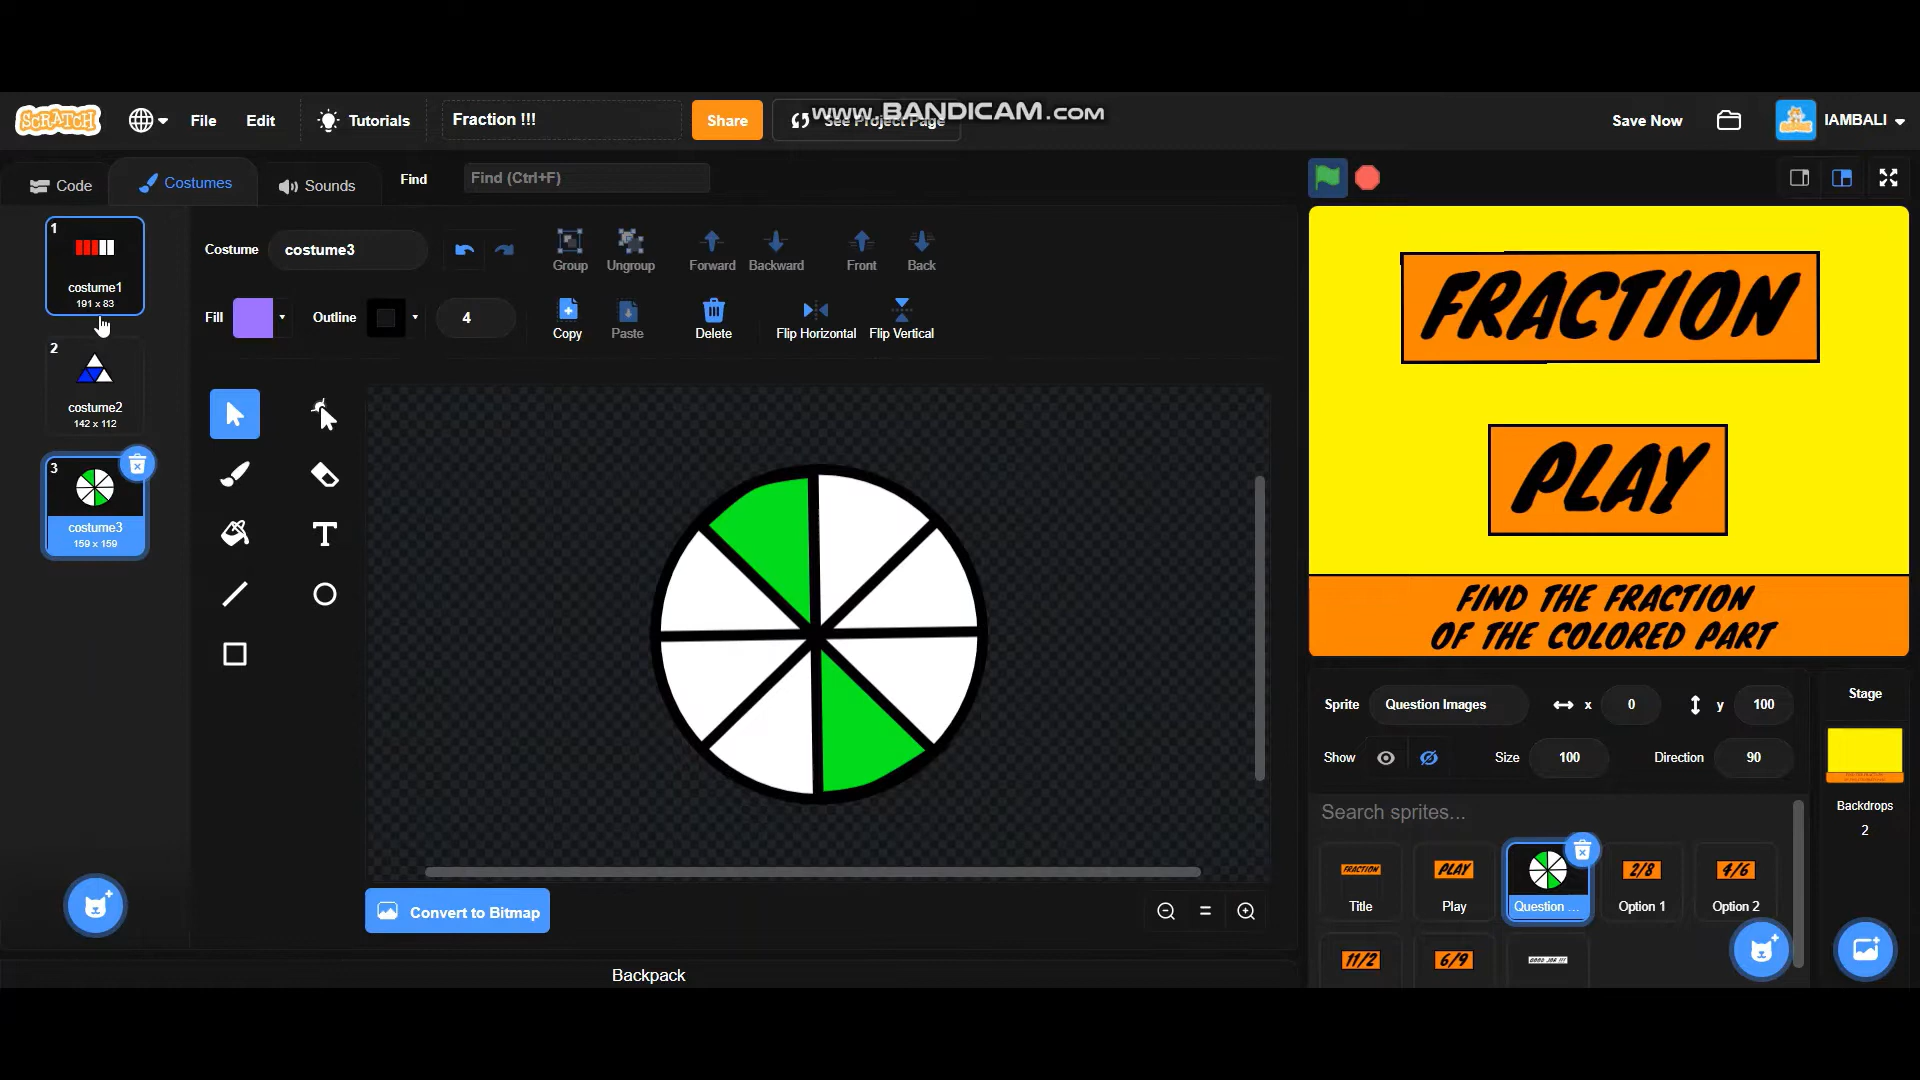 www.BANDICAM.com
SCRATCH
File
Edit
Tutorials
Fraction !!!
Share
See Project Page
Save Now
IAMBALI
Code
Costumes
Sounds
Find
Find (Ctrl+F)
1
costume1
191 x 83
2
costume2
142 x 112
3
costume3
159 x 159
Costume
costume3
Group
Ungroup
Forward
Backward
Front
Back
Fill
Outline
4
Copy
Paste
Delete
Flip Horizontal
Flip Vertical
Convert to Bitmap
Backpack
FRACTION
PLAY
FIND THE FRACTION
OF THE COLORED PART
Sprite
Question Images
x
0
y
100
Show
Size
100
Direction
90
Search sprites...
FRACTION
Title
PLAY
Play
Question ...
2/8
Option 1
4/6
Option 2
11/2
6/9
GOOD JOB !!!
Stage
Backdrops
2